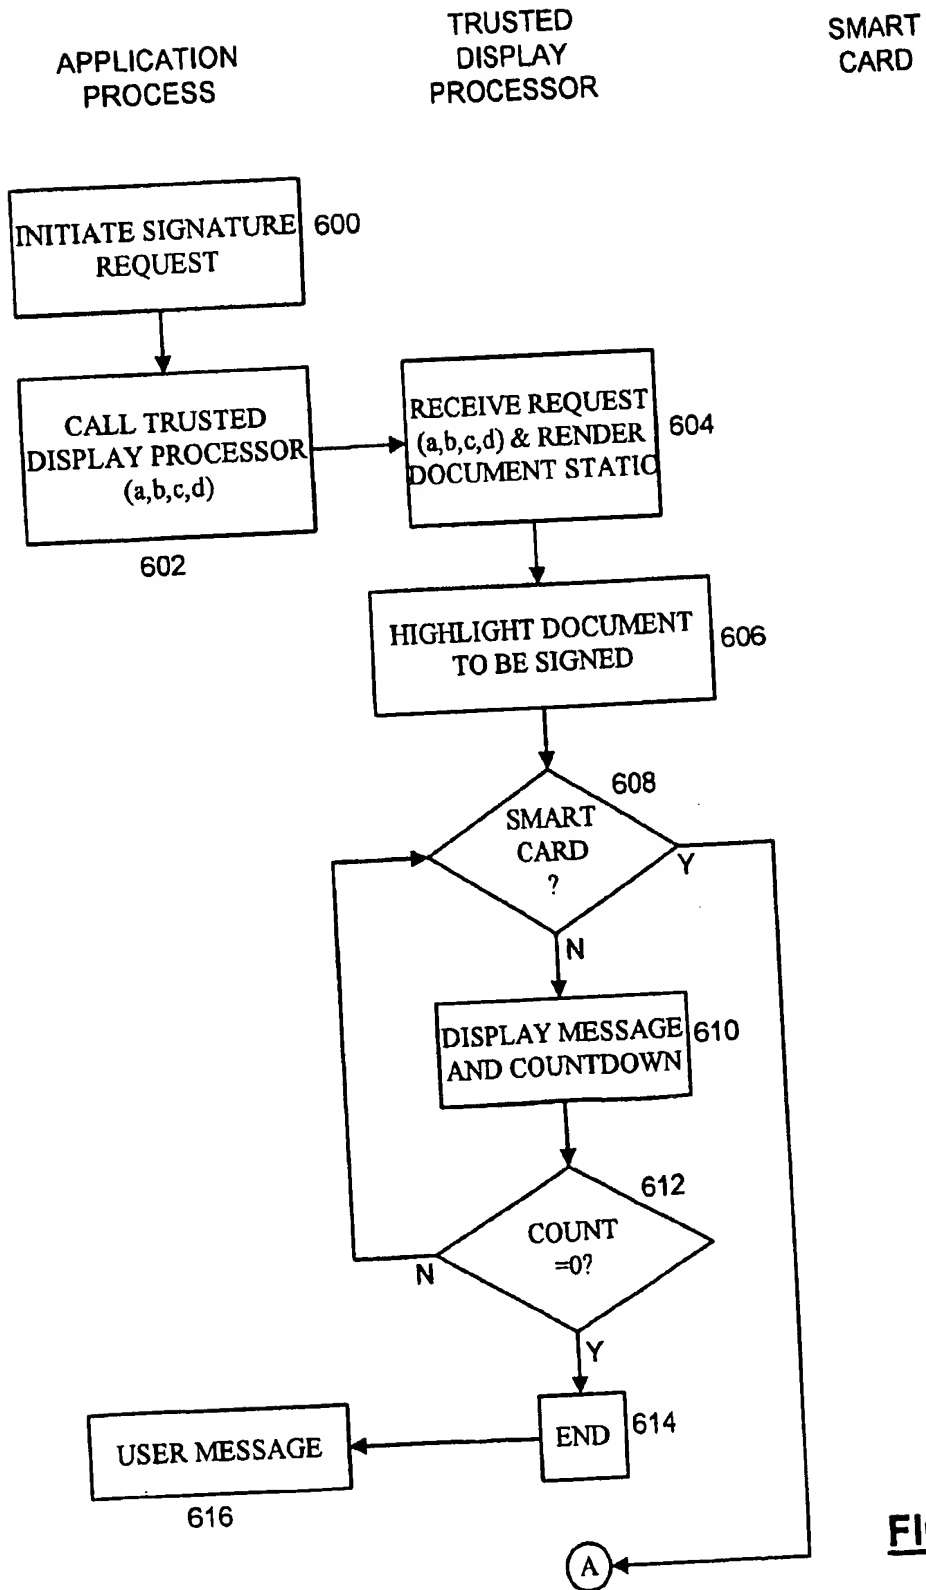 APPLICATION
PROCESS
TRUSTED
DISPLAY
PROCESSOR
SMART
CARD
INITIATE SIGNATURE
REQUEST
600
CALL TRUSTED
DISPLAY PROCESSOR
(a,b,c,d)
602
RECEIVE REQUEST
(a,b,c,d) & RENDER
DOCUMENT STATIC
604
HIGHLIGHT DOCUMENT
TO BE SIGNED
606
608
SMART
CARD
?
Y
N
DISPLAY MESSAGE
AND COUNTDOWN
610
612
COUNT
=0?
N
Y
END
614
USER MESSAGE
616
A